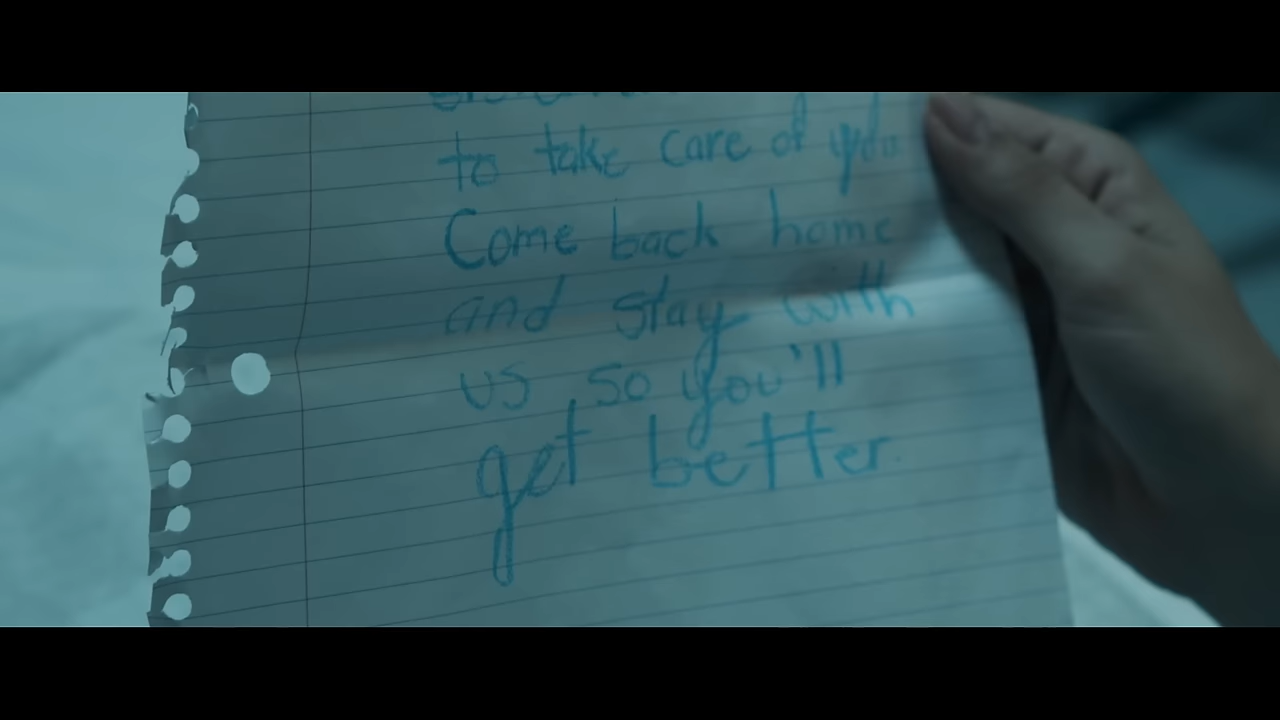 to take care of you
Come back home
and stay with
us so you'll
get better.